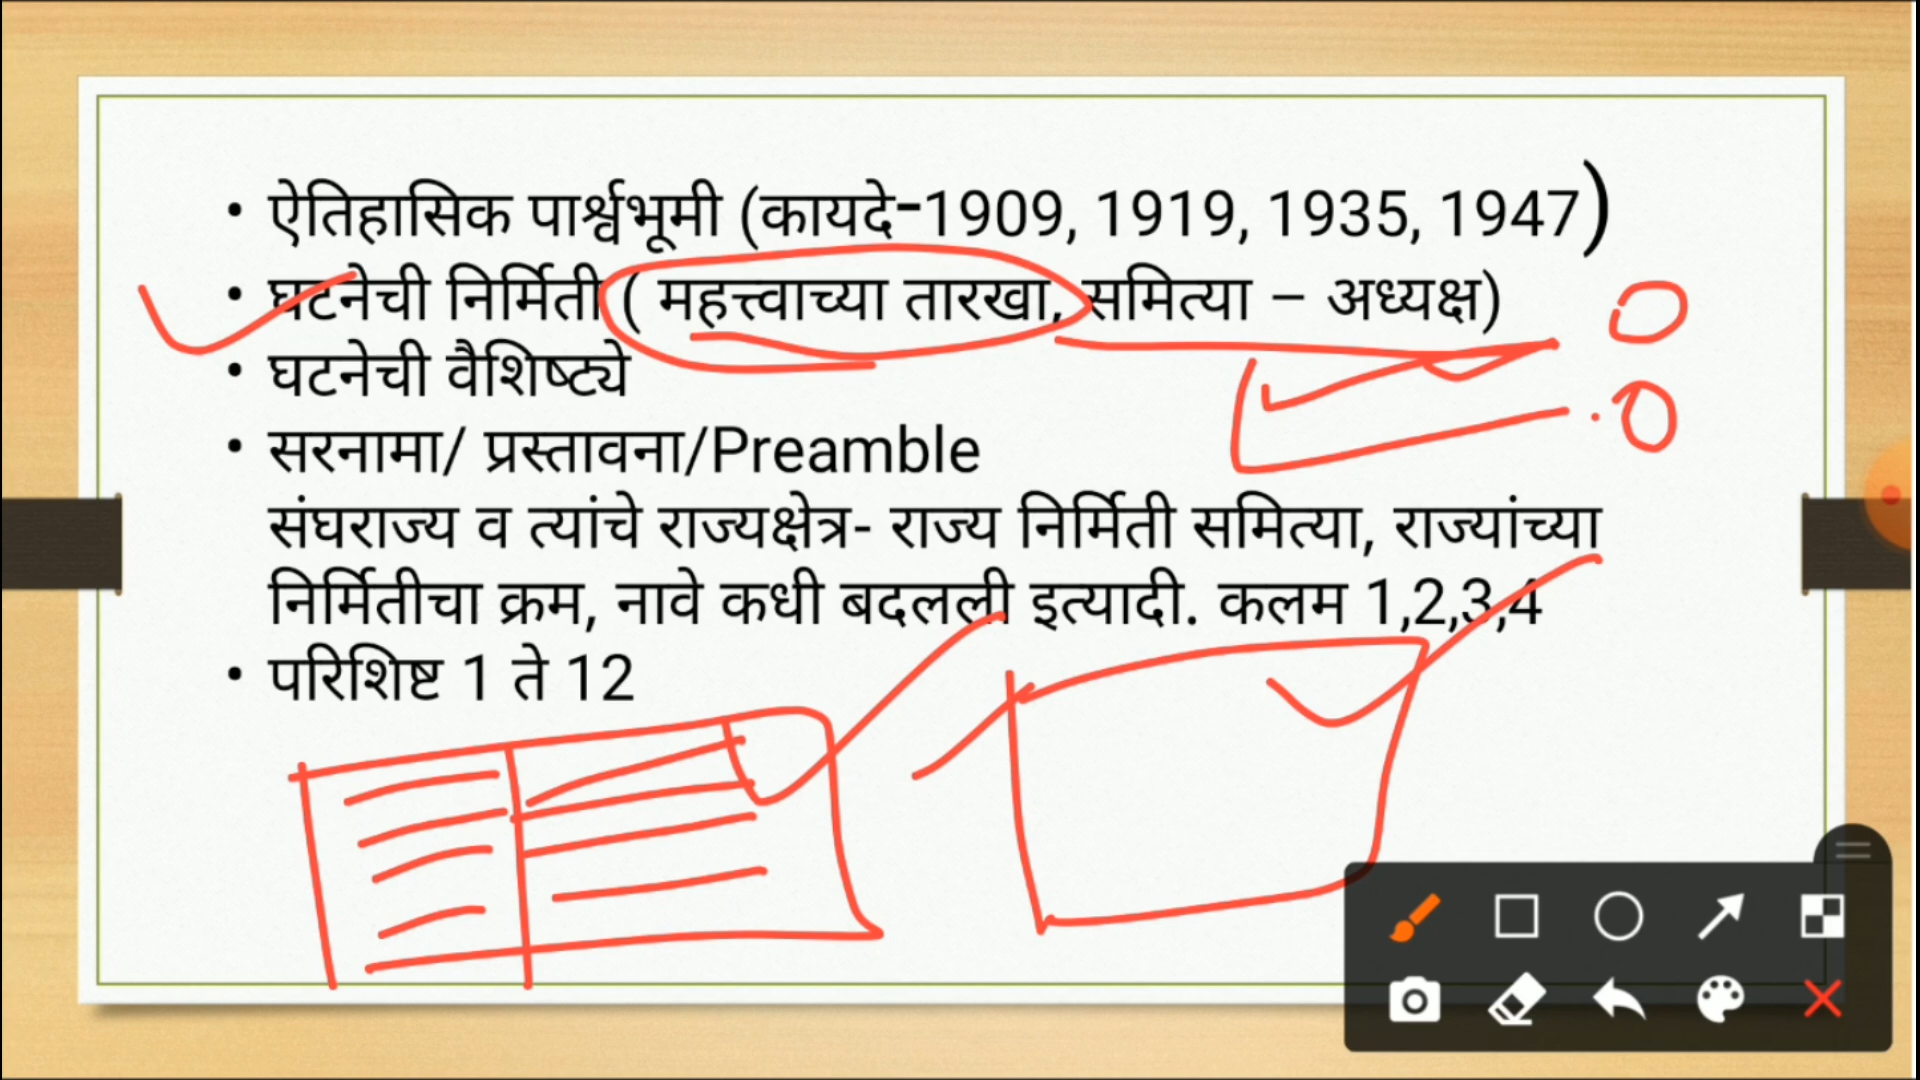 • ऐतिहासिक पार्श्वभूमी (कायदे-1909, 1919, 1935, 1947)
• घटनेची निर्मिती ( महत्त्वाच्या तारखा, समित्या – अध्यक्ष)
• घटनेची वैशिष्ट्ये
• सरनामा/ प्रस्तावना/Preamble
संघराज्य व त्यांचे राज्यक्षेत्र- राज्य निर्मिती समित्या, राज्यांच्या
निर्मितीचा क्रम, नावे कधी बदलली इत्यादी. कलम 1,2,3,4
• परिशिष्ट 1 ते 12